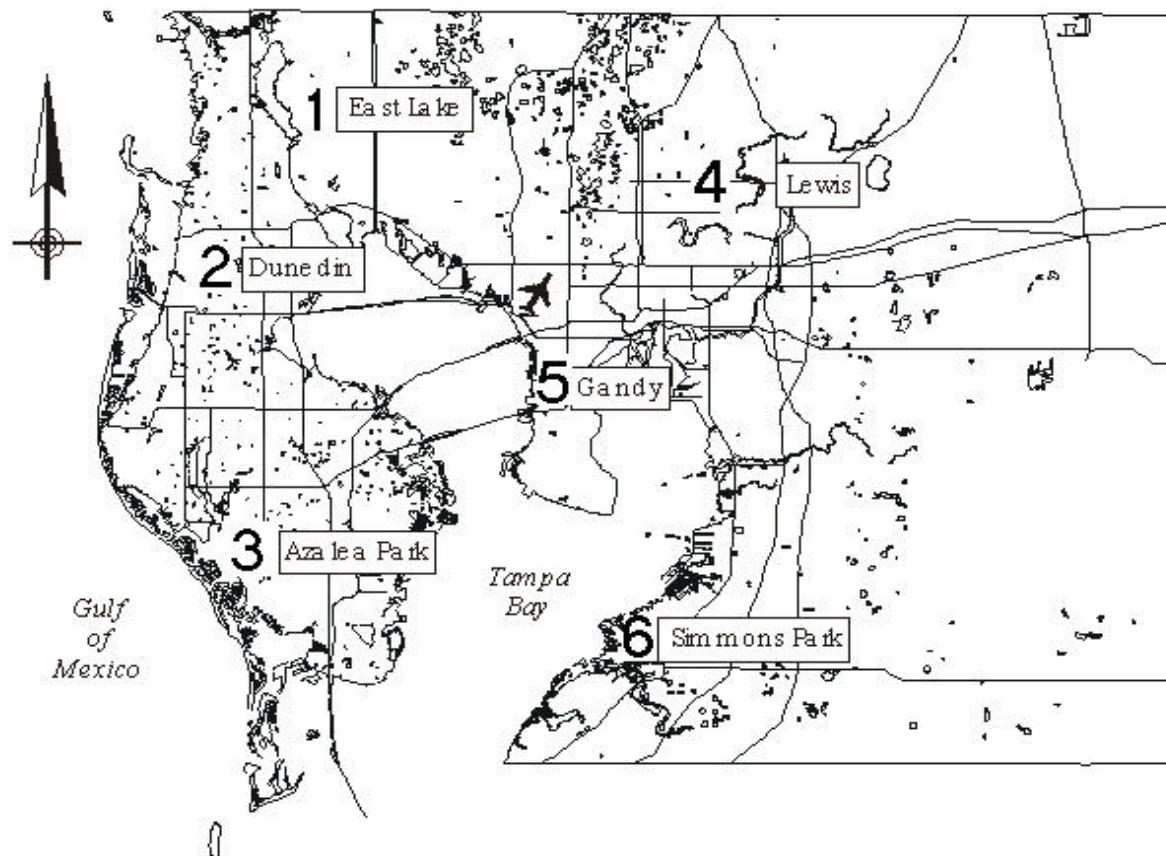 1 East Lake
4 Lewis
2 Dunedin
5 Gandy
3 Azalea Park
Tampa
Bay
Gulf
of
Mexico
6 Simmons Park